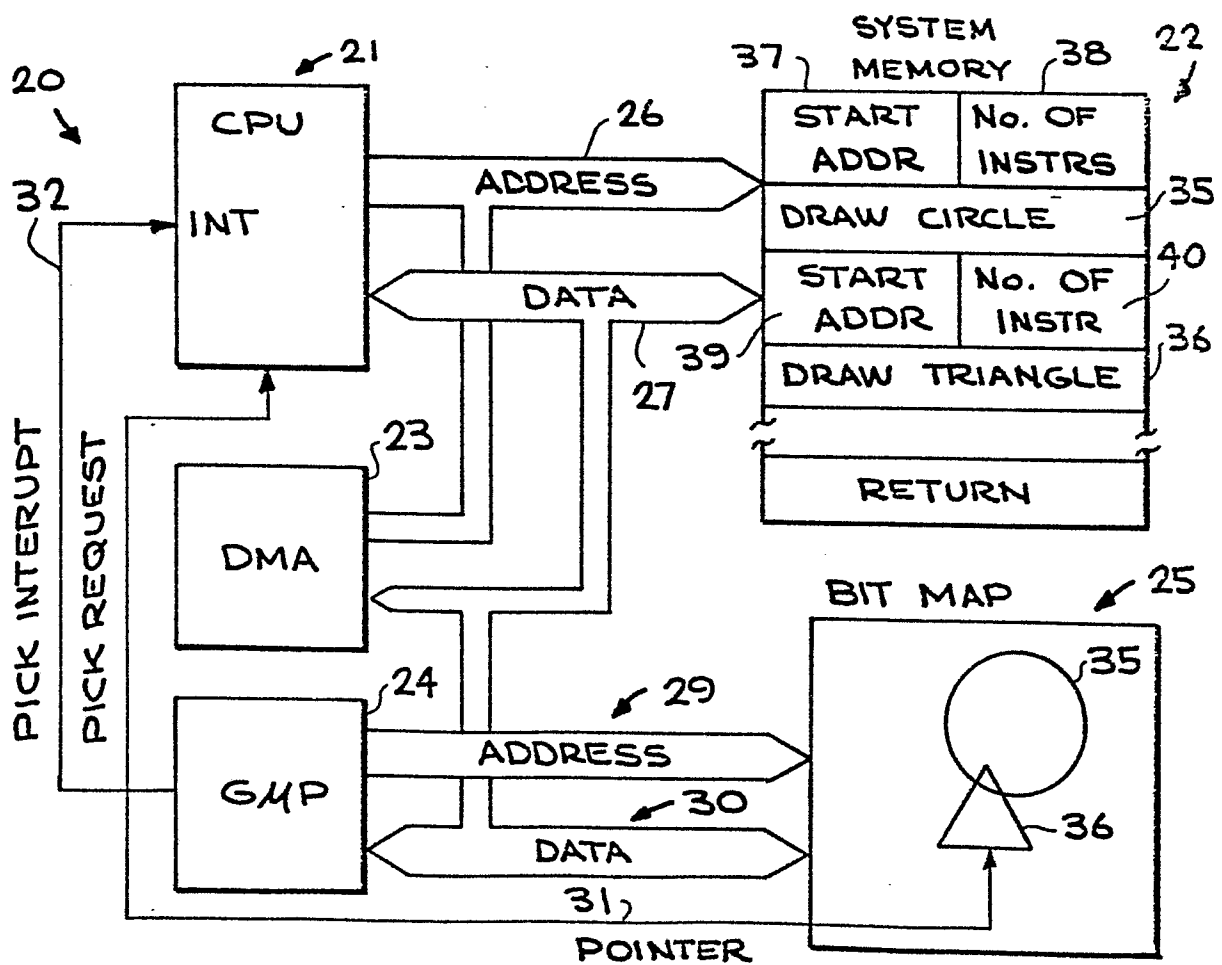 20
21
CPU
INT
32
26
ADDRESS
DATA
27
SYSTEM
MEMORY
22
37
38
START
ADDR
No. OF
INSTRS
DRAW CIRCLE
35
START
ADDR
No. OF
INSTR
39
40
DRAW TRIANGLE
36
RETURN
PICK INTERUPT
PICK REQUEST
23
DMA
24
GMP
29
ADDRESS
30
DATA
31
POINTER
BIT MAP
25
35
36